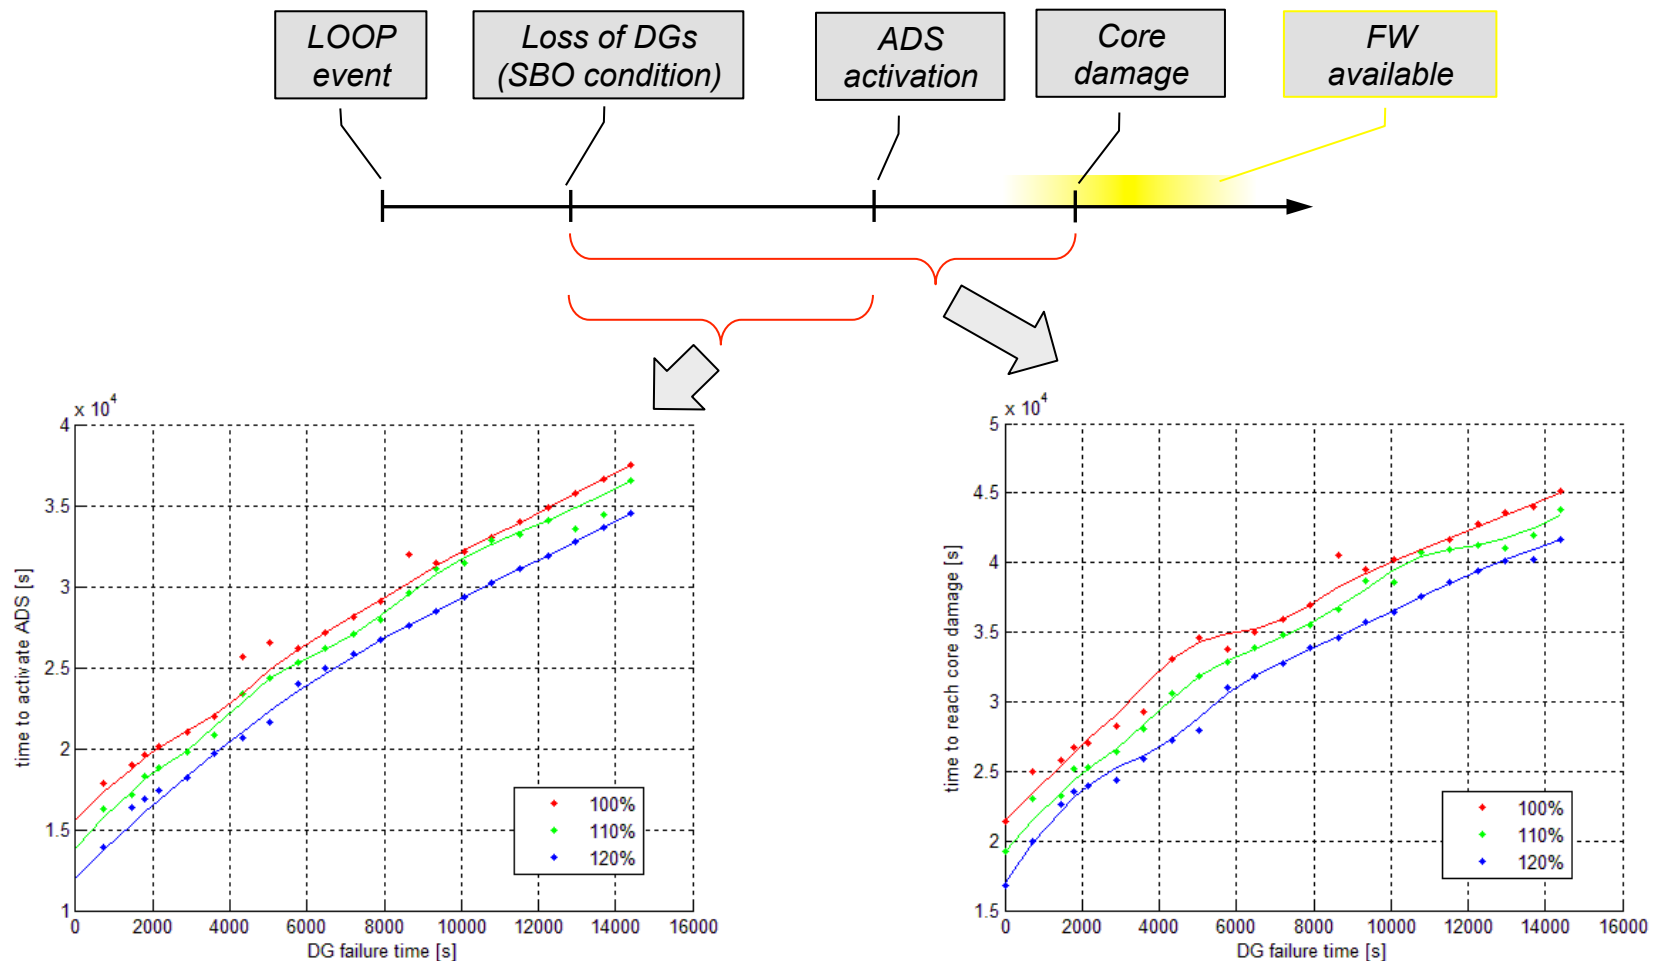 LOOP
event
Loss of DGs
(SBO condition)
ADS
activation
Core
damage
FW
available
x 10^4
4
3.5
3
2.5
2
1.5
1
0 2000 4000 6000 8000 10000 12000 14000 16000
time to activate ADS [s]
DG failure time [s]
100%
110%
120%
x 10^4
5
4.5
4
3.5
3
2.5
2
1.5
0 2000 4000 6000 8000 10000 12000 14000 16000
time to reach core damage [s]
DG failure time [s]
100%
110%
120%